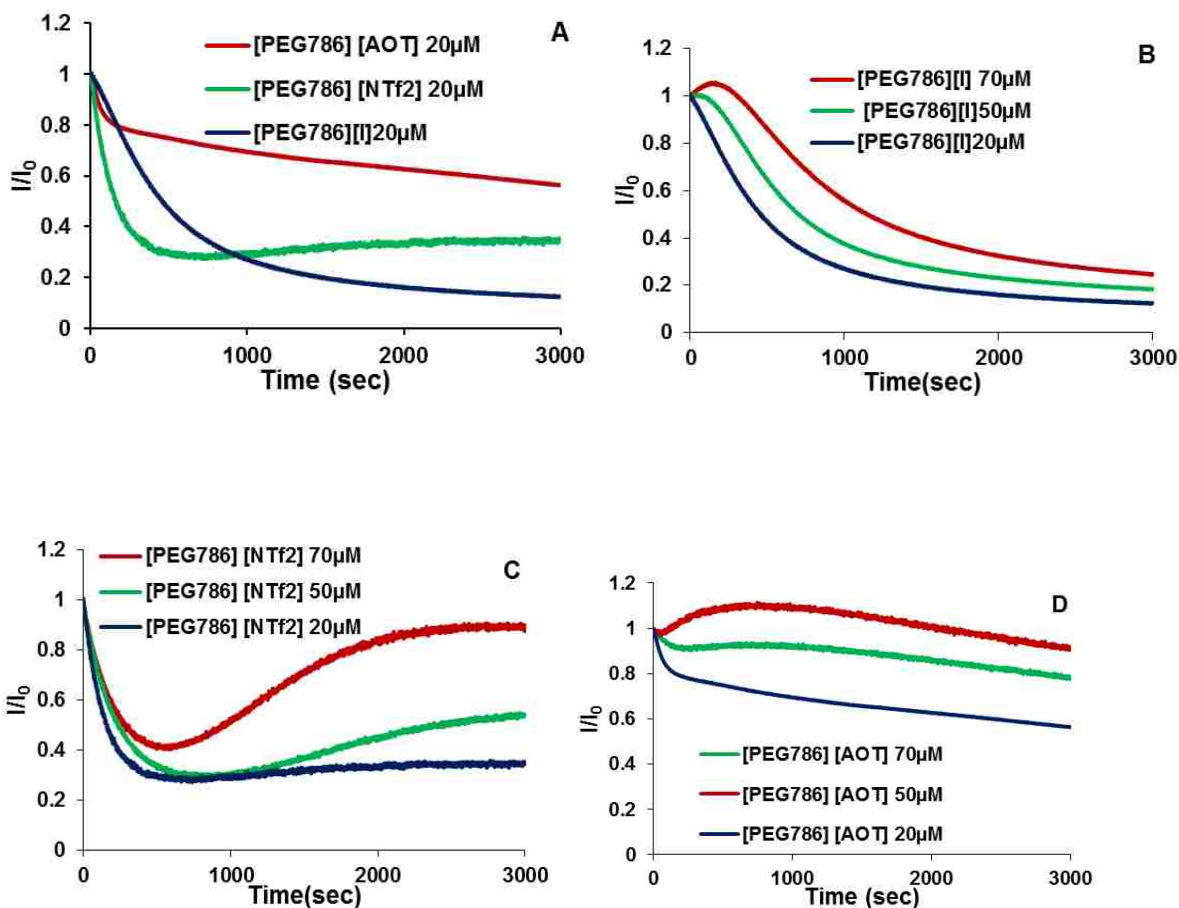 A
[PEG786] [AOT] 20µM
[PEG786] [NTf2] 20µM
[PEG786][I]20µM
1.2
1
0.8
0.6
0.4
0.2
0
I/I0
0 1000 2000 3000
Time (sec)
B
[PEG786][I] 70µM
[PEG786][I]50µM
[PEG786][I]20µM
1.2
1
0.8
0.6
0.4
0.2
0
I/I0
0 1000 2000 3000
Time(sec)
C
[PEG786] [NTf2] 70µM
[PEG786] [NTf2] 50µM
[PEG786] [NTf2] 20µM
1.2
1
0.8
0.6
0.4
0.2
0
I/I0
0 1000 2000 3000
Time(sec)
D
1.2
1
0.8
0.6
0.4
0.2
0
I/I0
[PEG786] [AOT] 70µM
[PEG786] [AOT] 50µM
[PEG786] [AOT] 20µM
0 1000 2000 3000
Time (sec)